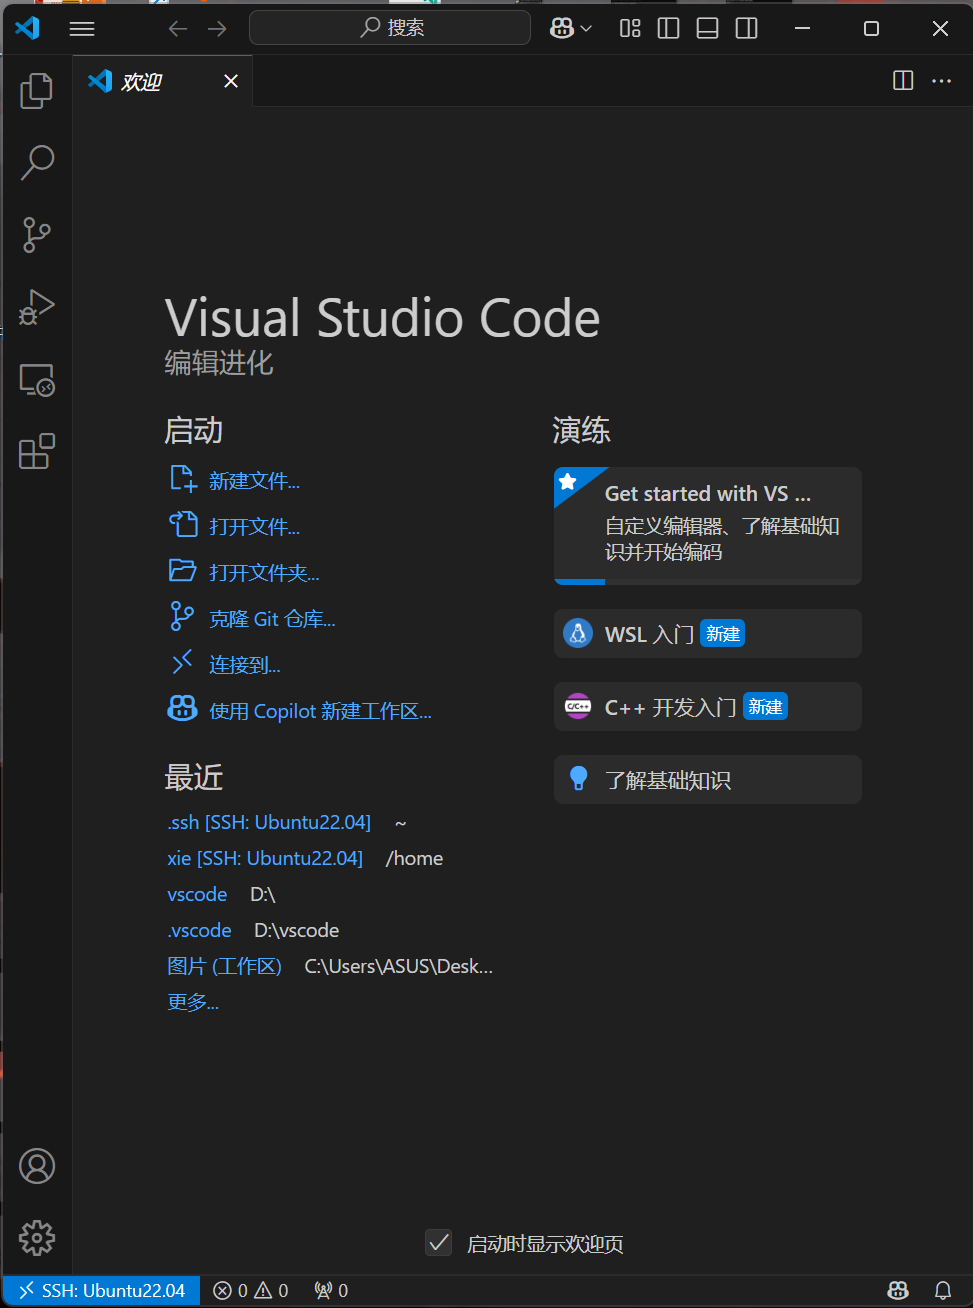 搜索
欢迎
Visual Studio Code
编辑进化
启动
新建文件...
打开文件...
打开文件夹...
克隆 Git 仓库...
连接到...
使用 Copilot 新建工作区...
最近
.ssh [SSH: Ubuntu22.04] ~
xie [SSH: Ubuntu22.04] /home
vscode D:\
.vscode D:\vscode
图片 (工作区) C:\Users\ASUS\Desk...
更多...
演练
Get started with VS ...
自定义编辑器、了解基础知
识并开始编码
WSL 入门 新建
C/C++ C++ 开发入门 新建
了解基础知识
启动时显示欢迎页
SSH: Ubuntu22.04 0 0 0